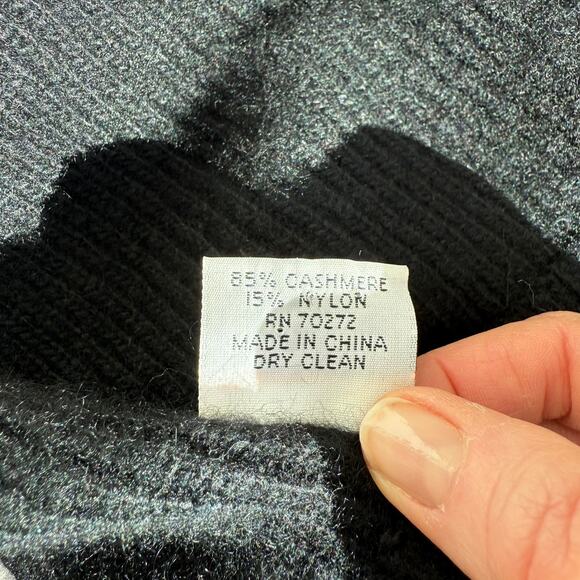 85% CASHMERE
15% NYLON
RN 70272
MADE IN CHINA
DRY CLEAN